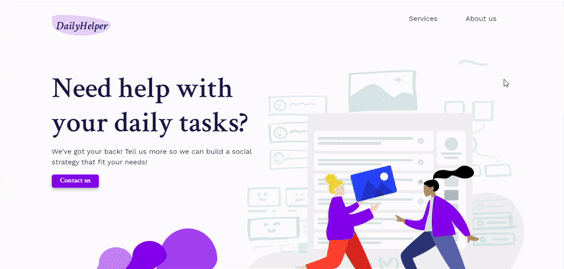 DailyHelper
Services
About us
Need help with
your daily tasks?
We've got your back! Tell us more so we can build a social
strategy that fit your needs!
Contact us